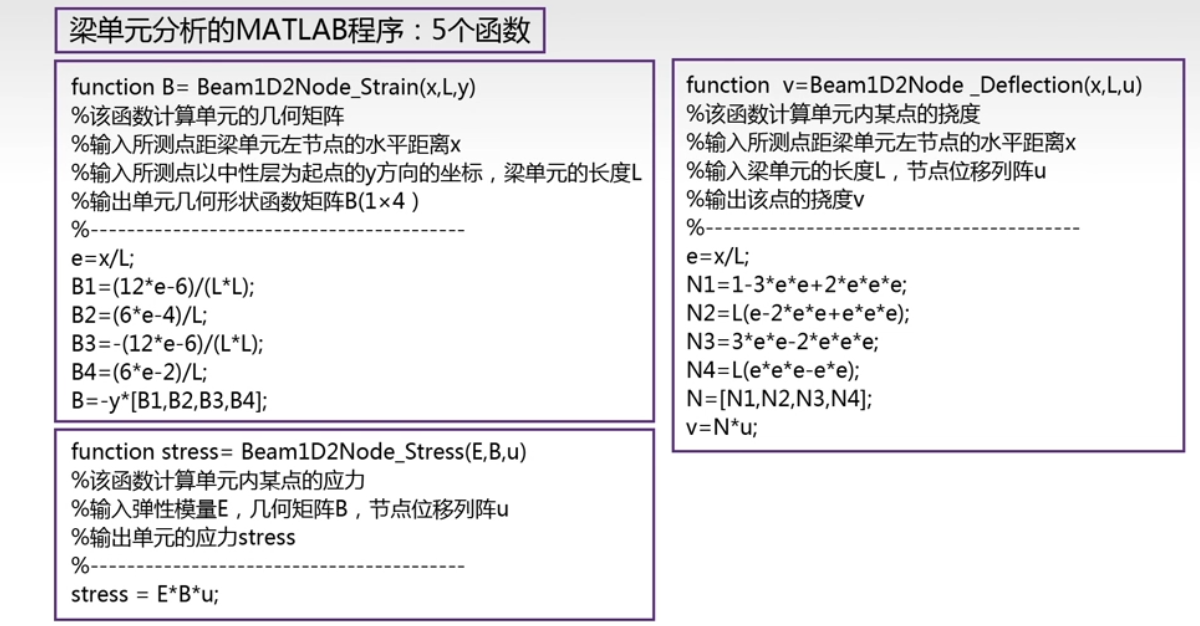 梁单元分析的MATLAB程序：5个函数
function B= Beam1D2Node_Strain(x,L,y)
%该函数计算单元的几何矩阵
%输入所测点距梁单元左节点的水平距离x
%输入所测点以中性层为起点的y方向的坐标，梁单元的长度L
%输出单元几何形状函数矩阵B(1×4 )
%-----------------------------------------
e=x/L;
B1=(12*e-6)/(L*L);
B2=(6*e-4)/L;
B3=-(12*e-6)/(L*L);
B4=(6*e-2)/L;
B=-y*[B1,B2,B3,B4];
function stress= Beam1D2Node_Stress(E,B,u)
%该函数计算单元内某点的应力
%输入弹性模量E，几何矩阵B，节点位移列阵u
%输出单元的应力stress
%-----------------------------------------
stress = E*B*u;
function  v=Beam1D2Node _Deflection(x,L,u)
%该函数计算单元内某点的挠度
%输入所测点距梁单元左节点的水平距离x
%输入梁单元的长度L，节点位移列阵u
%输出该点的挠度v
%-----------------------------------------
e=x/L;
N1=1-3*e*e+2*e*e*e;
N2=L(e-2*e*e+e*e*e);
N3=3*e*e-2*e*e*e;
N4=L(e*e*e-e*e);
N=[N1,N2,N3,N4];
v=N*u;